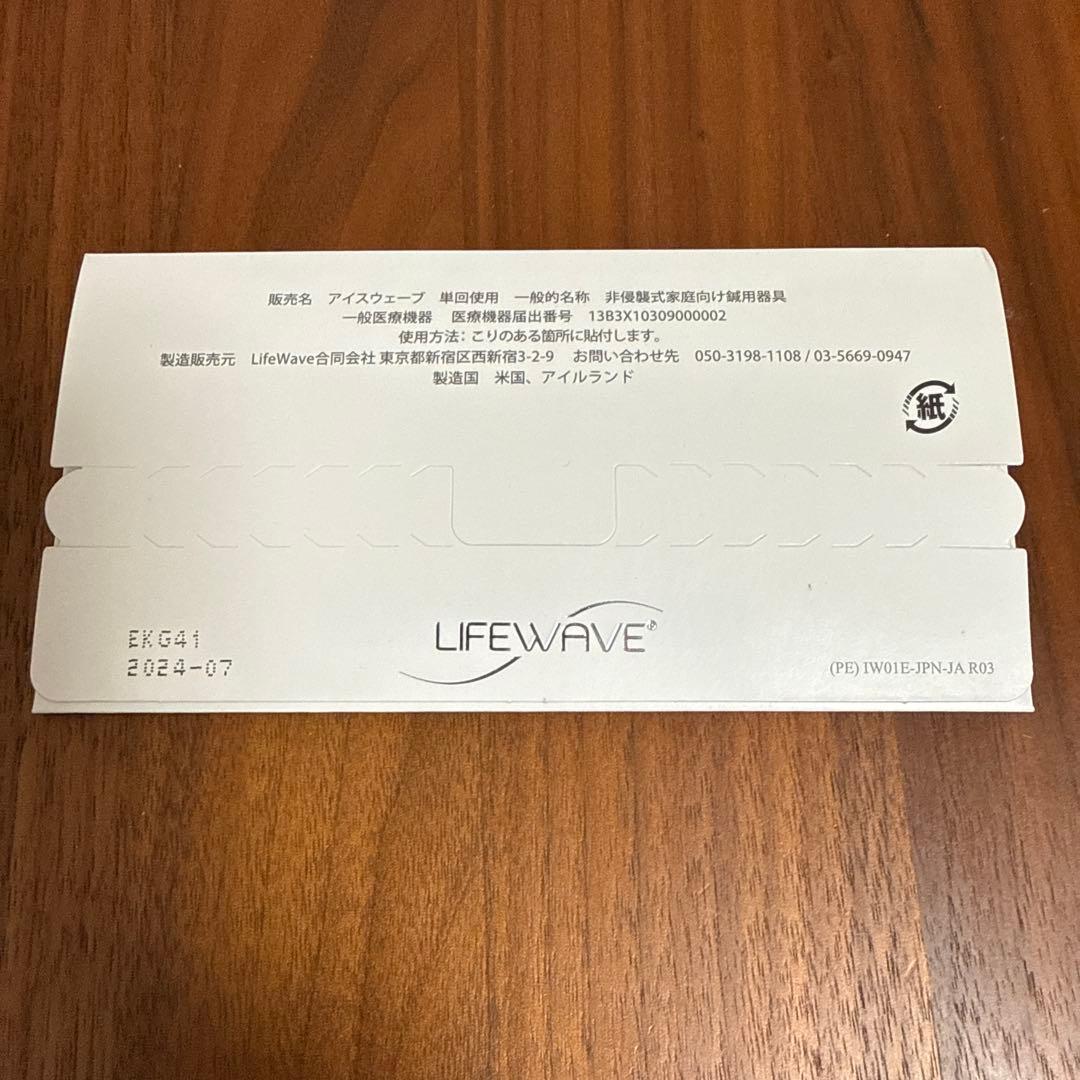 販売名　アイスウェーブ　単回使用　一般的名称　非侵襲式家庭向け鍼用器具
一般医療機器　医療機器届出番号　13B3X10309000002
使用方法：こりのある箇所に貼付します。
製造販売元　LifeWave合同会社 東京都新宿区西新宿3-2-9　お問い合わせ先　050-3198-1108 / 03-5669-0947
製造国　米国、アイルランド
紙
EKG41
2024-07
LIFEWAVE
(PE) IW01E-JPN-JA R03